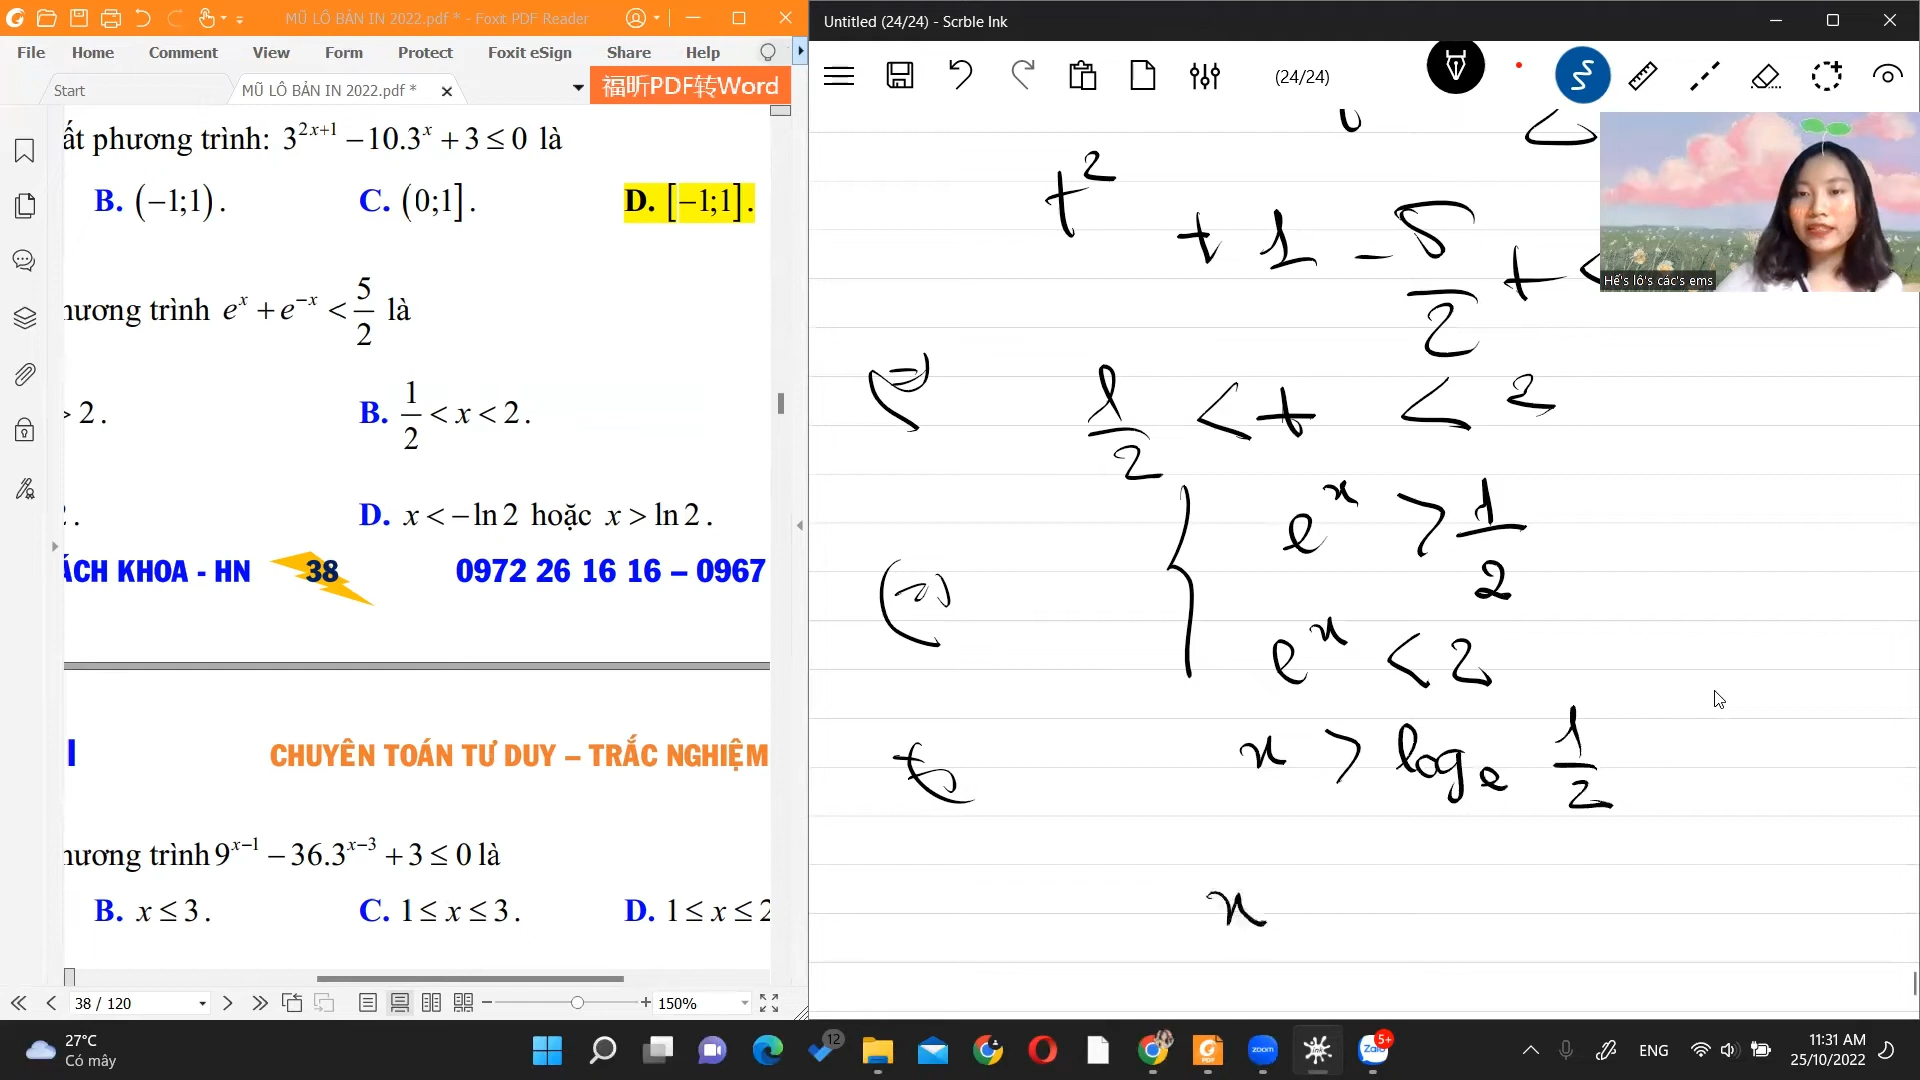 MŨ LÔ BẢN IN 2022.pdf * - Foxit PDF Reader
File Home Comment View Form Protect Foxit eSign Share Help
Start
MŨ LÔ BẢN IN 2022.pdf *
福昕PDF转Word
ất phương trình: 3^{2x+1} − 10.3^x + 3 ≤ 0 là
B. (−1;1). C. (0;1]. D. [−1;1].
hương trình e^x + e^{−x} < 5/2 là
> 2. B. 1/2 < x < 2.
D. x < −ln 2 hoặc x > ln 2.
ÁCH KHOA - HN 38 0972 26 16 16 – 0967
CHUYÊN TOÁN TƯ DUY – TRẮC NGHIỆM
hương trình 9^{x−1} − 36.3^{x−3} + 3 ≤ 0 là
B. x ≤ 3. C. 1 ≤ x ≤ 3. D. 1 ≤ x ≤ 2
38 / 120
150%
Untitled (24/24) - Scrble Ink
(24/24)
Hế's lô's các's ems
t^2 + 1 − 5/2 t <
1/2 < t < 2
e^x > 1/2
e^x < 2
x > log_e 1/2
x
27°C
Có mây
12
zoom
Zalo
5+
ENG
11:31 AM
25/10/2022